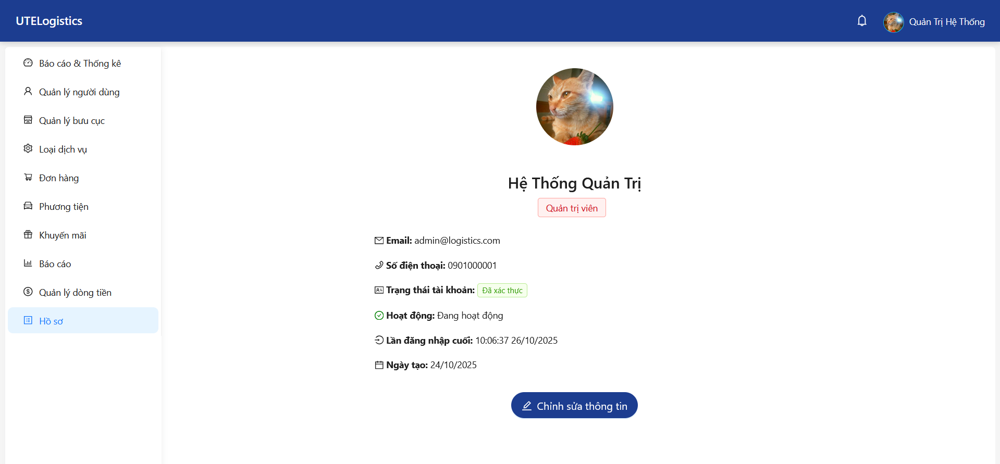 UTELogistics
Quản Trị Hệ Thống
Báo cáo & Thống kê
Quản lý người dùng
Quản lý bưu cục
Loại dịch vụ
Đơn hàng
Phương tiện
Khuyến mãi
Báo cáo
Quản lý dòng tiền
Hồ sơ
Hệ Thống Quản Trị
Quản trị viên
Email: admin@logistics.com
Số điện thoại: 0901000001
Trạng thái tài khoản: Đã xác thực
Hoạt động: Đang hoạt động
Lần đăng nhập cuối: 10:06:37 26/10/2025
Ngày tạo: 24/10/2025
Chỉnh sửa thông tin